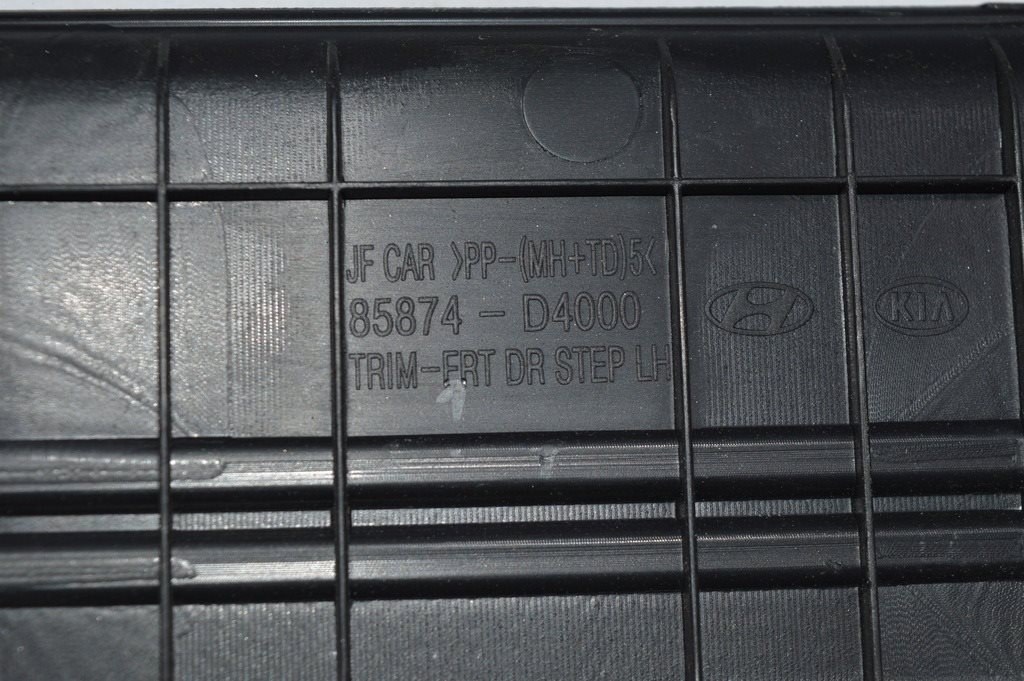 JF CAR >PP-(MH+TD)5<
85874 - D4000
TRIM-FRT DR STEP LH
KIA